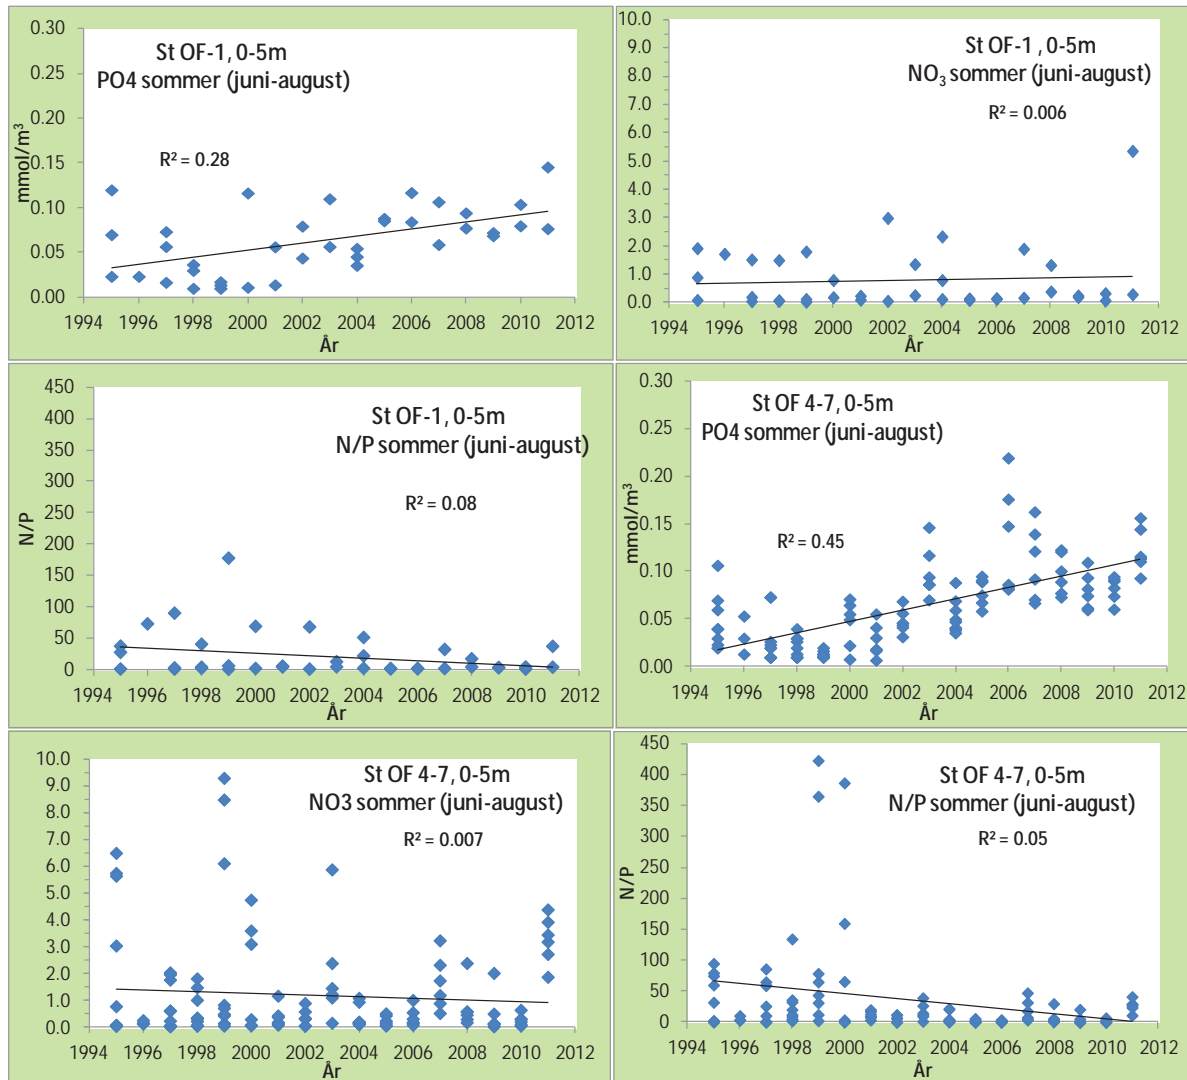 0.30
0.25
0.20
0.15
0.10
0.05
0.00
mmol/m³
St OF-1, 0-5m
PO4 sommer (juni-august)
R² = 0.28
1994 1996 1998 2000 2002 2004 2006 2008 2010 2012
År
10.0
9.0
8.0
7.0
6.0
5.0
4.0
3.0
2.0
1.0
0.0
St OF-1 , 0-5m
NO₃ sommer (juni-august)
R² = 0.006
1994 1996 1998 2000 2002 2004 2006 2008 2010 2012
År
450
400
350
300
250
200
150
100
50
0
N/P
St OF-1, 0-5m
N/P sommer (juni-august)
R² = 0.08
1994 1996 1998 2000 2002 2004 2006 2008 2010 2012
År
0.30
0.25
0.20
0.15
0.10
0.05
0.00
mmol/m³
St OF 4-7, 0-5m
PO4 sommer (juni-august)
R² = 0.45
1994 1996 1998 2000 2002 2004 2006 2008 2010 2012
År
10.0
9.0
8.0
7.0
6.0
5.0
4.0
3.0
2.0
1.0
0.0
St OF 4-7, 0-5m
NO3 sommer (juni-august)
R² = 0.007
1994 1996 1998 2000 2002 2004 2006 2008 2010 2012
År
450
400
350
300
250
200
150
100
50
0
N/P
St OF 4-7, 0-5m
N/P sommer (juni-august)
R² = 0.05
1994 1996 1998 2000 2002 2004 2006 2008 2010 2012
År